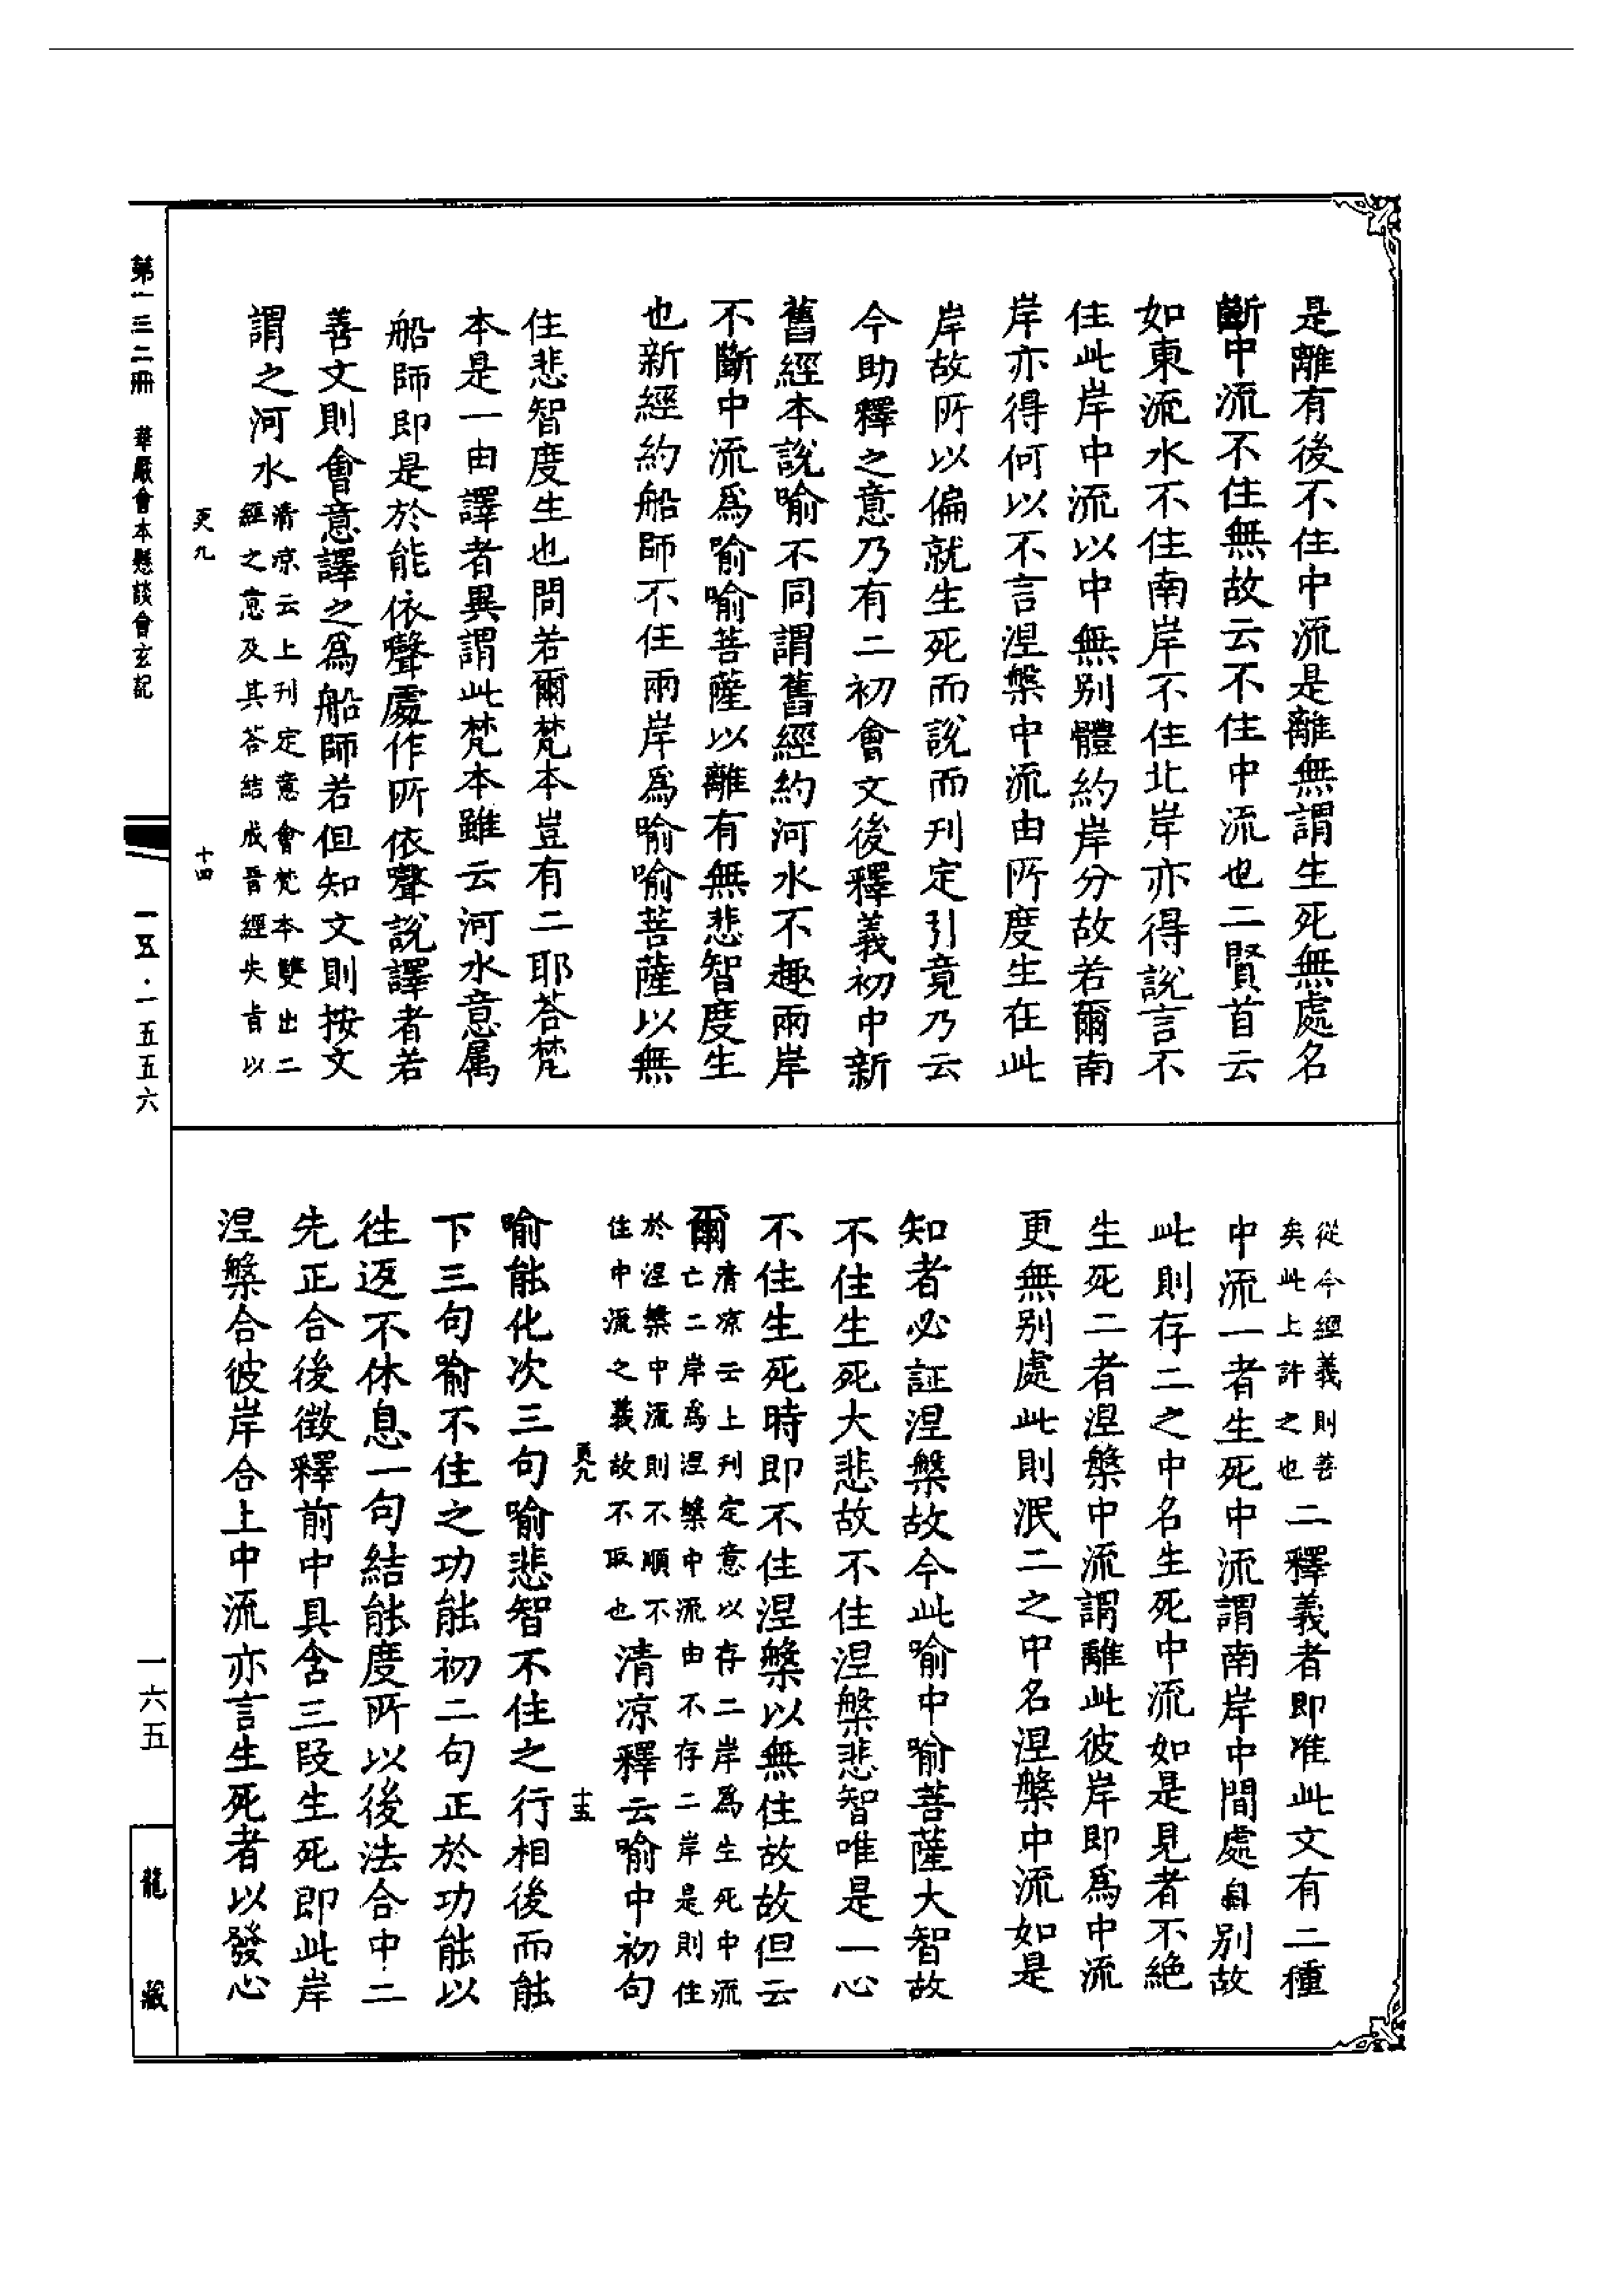 是離有後不住中流是離無謂生死無處名
斷中流不住無故云不住中流也二賢首云
如東流水不住南岸不住北岸亦得說言不
住此岸中流以中無別體約岸分故若爾南
岸亦得何以不言涅槃中流由所度生在此
岸故所以偏就生死而說而刋定引竟乃云
今助釋之意乃有二初會文後釋義初中新
舊經本說喻不同謂舊經約河水不趣兩岸
不斷中流爲喻喻菩薩以離有無悲智度生
也新經約船師不住兩岸爲喻喻菩薩以無
住悲智度生也問若爾梵本豈有二耶荅梵
本是一由譯者異謂此梵本雖云河水意属
船師即是於能依聲處作所依聲說譯者若
善文則會意譯之爲船師若但知文則按文
謂之河水清凉云上刋定意會梵本雙出二
經之意及其荅結成晋經失旨以
從今經義則善
矣此上許之也二釋義者即准此文有二種
中流一者生死中流謂南岸中間處無別故
此則存二之中名生死中流如是見者不絶
生死二者涅槃中流謂離此彼岸即爲中流
更無別處此則泯二之中名涅槃中流如是
知者必証涅槃故今此喻中喻菩薩大智故
不住生死大悲故不住涅槃悲智唯是一心
不住生死時即不住涅槃以無住故故但云
爾清凉云上刋定意以存二岸爲生死中流
亡二岸爲涅槃中流由不存二岸是則住
於涅槃中流則不順不
住中流之義故不取也清凉釋云喻中初句
喻能化次三句喻悲智不住之行相後而能
下三句喻不住之功能初二句正於功能以
徃返不休息一句結能度所以後法合中二
先正合後徵釋前中具含三段生死即此岸
涅槃合彼岸合上中流亦言生死者以發心
更九
十四
更九
十五
第一三二冊 華嚴會本懸談會玄記
一五五·一五五六
一六五
龍藏